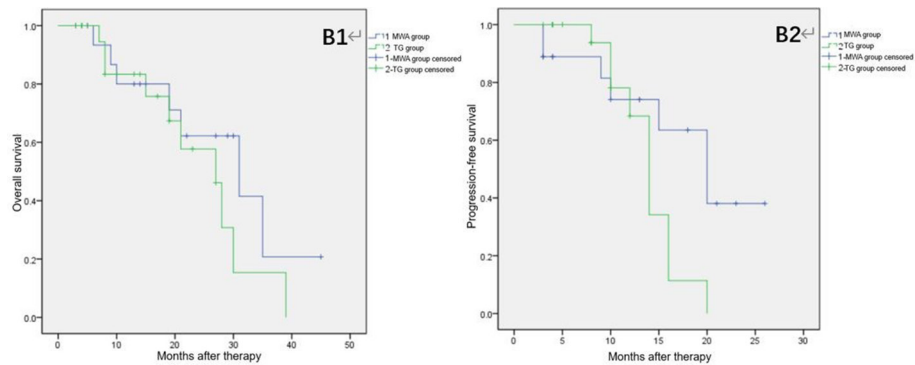 B1↵
1 MWA group
2 TG group
1-MWA group censored
2-TG group censored
Overall survival
1.0
0.8
0.6
0.4
0.2
0.0
0 10 20 30 40 50
Months after therapy
B2↵
1 MWA group
2 TG group
1-MWA group censored
2-TG group censored
Progression-free survival
1.0
0.8
0.6
0.4
0.2
0.0
0 5 10 15 20 25 30
Months after therapy